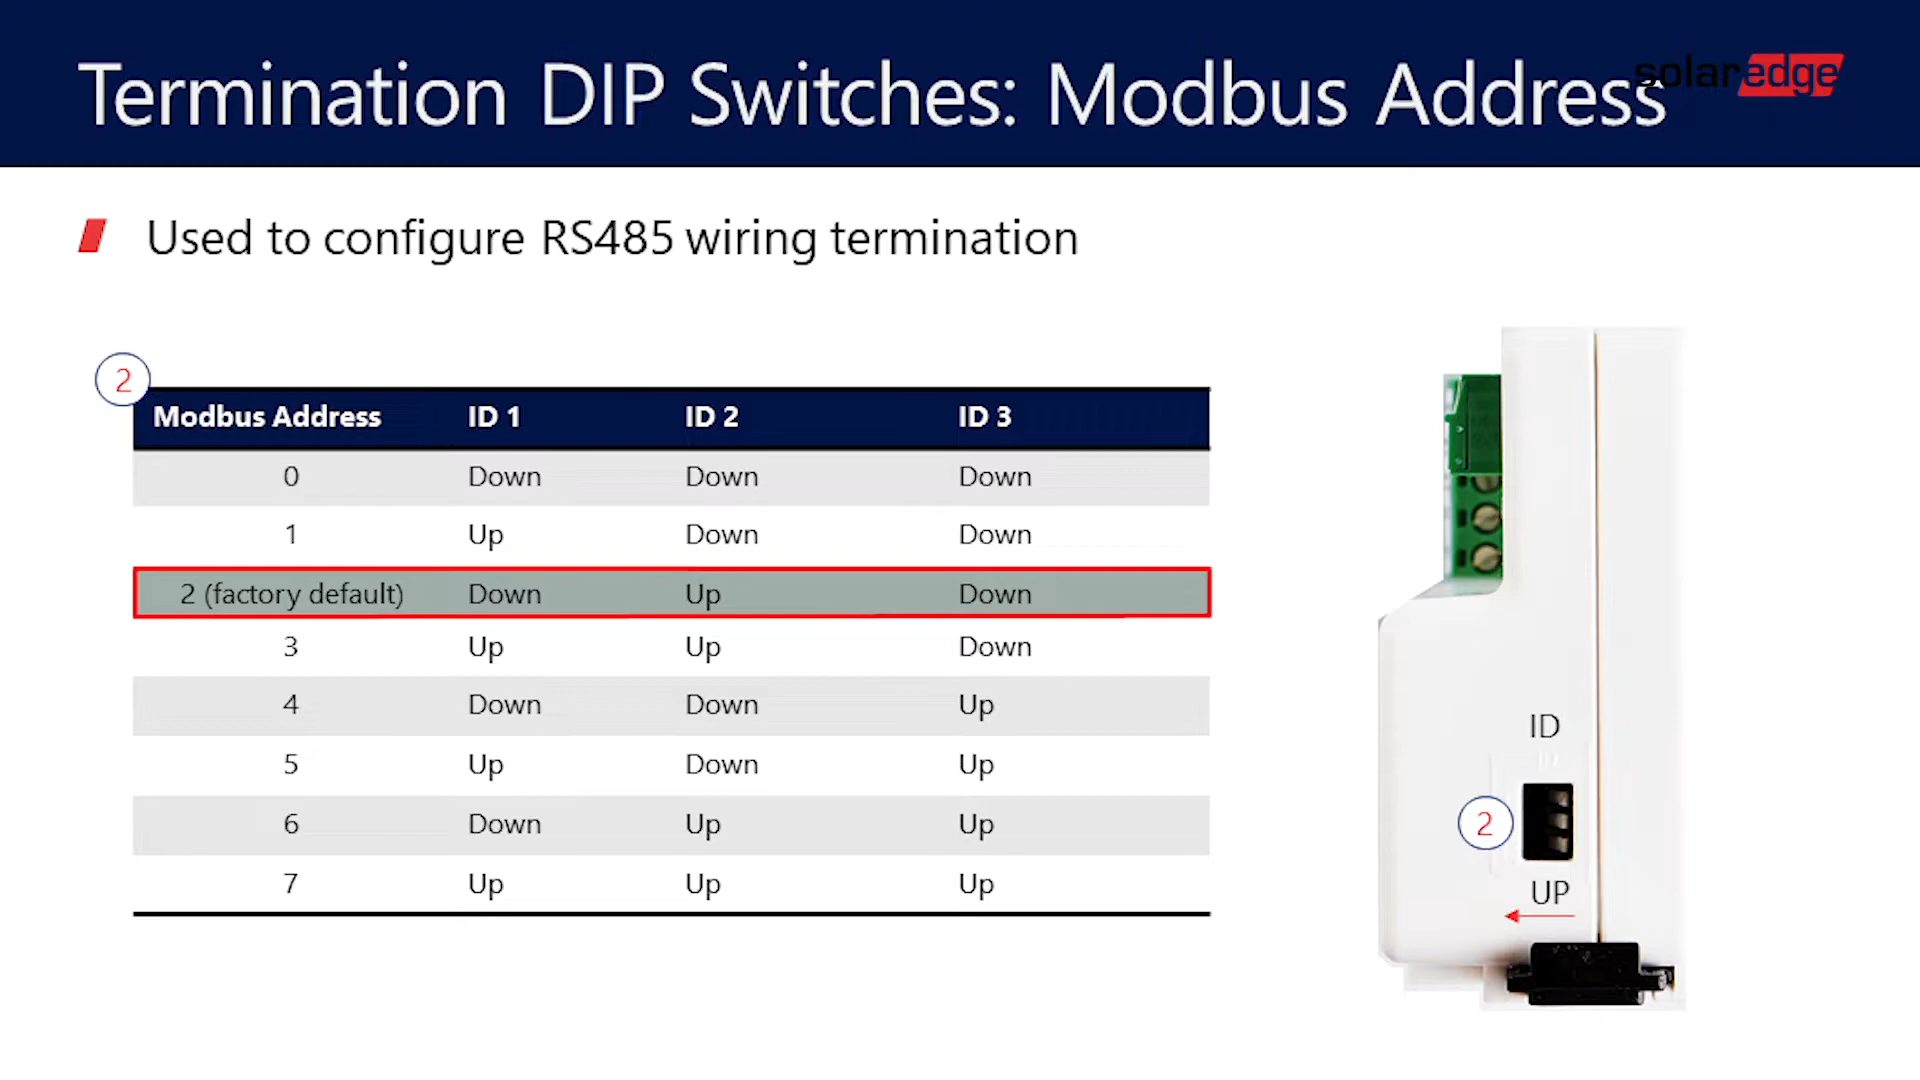 Termination DIP Switches: Modbus Address
solaredge
Used to configure RS485 wiring termination
2
Modbus Address ID 1 ID 2 ID 3
0 Down Down Down
1 Up Down Down
2 (factory default) Down Up Down
3 Up Up Down
4 Down Down Up
5 Up Down Up
6 Down Up Up
7 Up Up Up
ID
2
UP